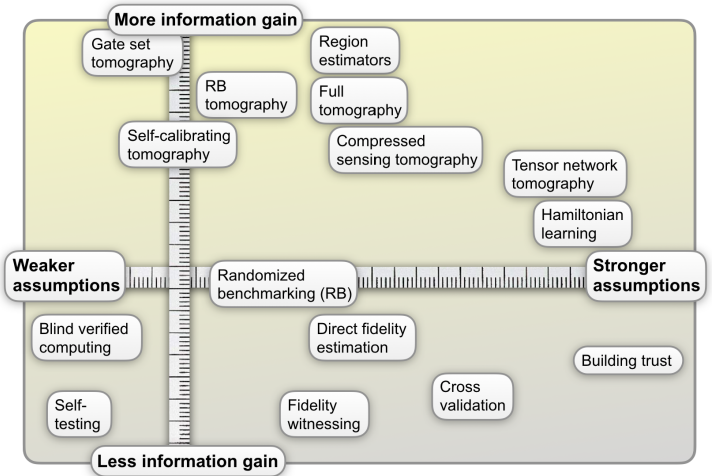 More information gain
Gate set
tomography
Region
estimators
RB
tomography
Full
tomography
Self-calibrating
tomography
Compressed
sensing tomography
Tensor network
tomography
Hamiltonian
learning
Weaker
assumptions
Randomized
benchmarking (RB)
Stronger
assumptions
Blind verified
computing
Direct fidelity
estimation
Building trust
Self-
testing
Fidelity
witnessing
Cross
validation
Less information gain